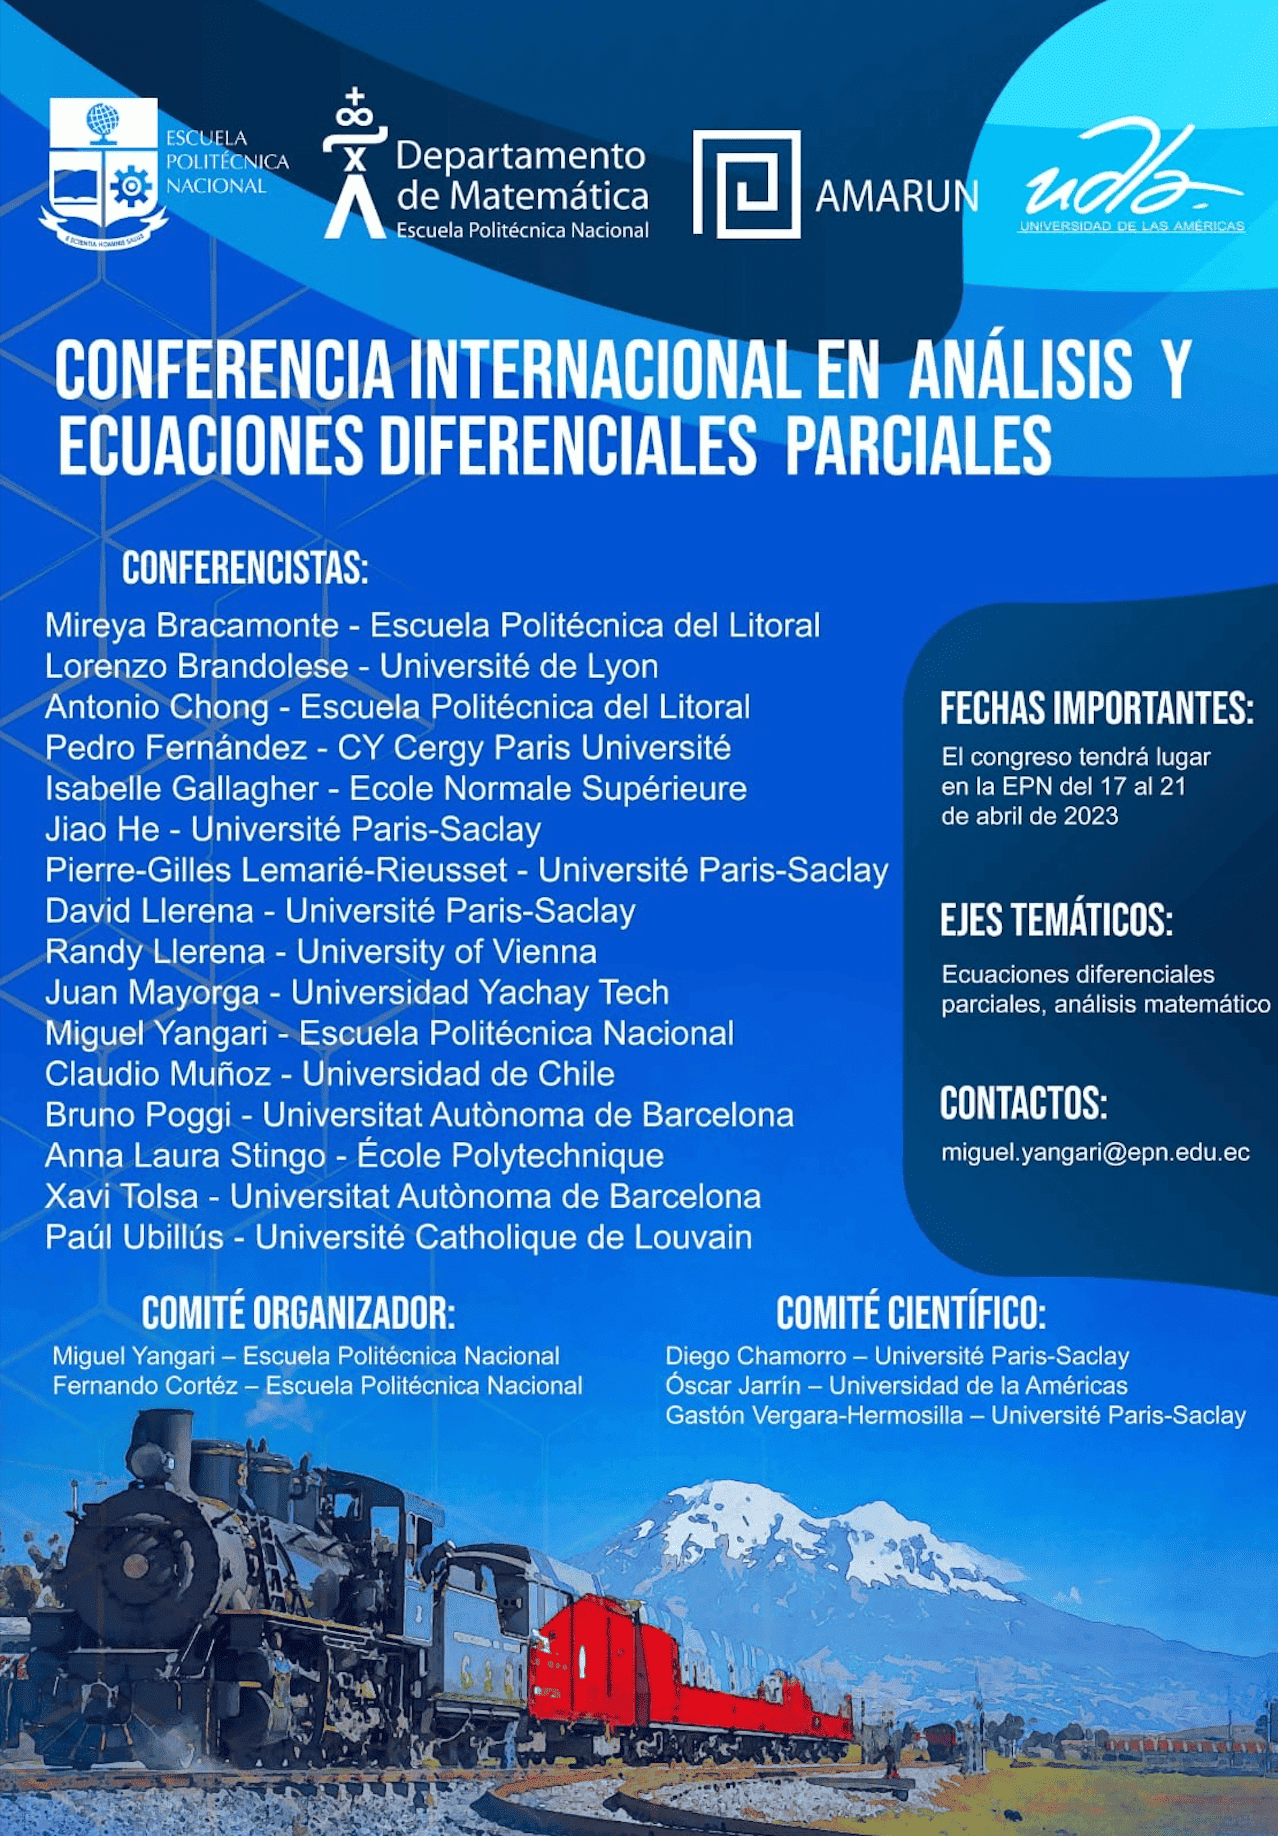 ESCUELA
POLITÉCNICA
NACIONAL
E SCIENTIA HOMINIS SALUS
Departamento
de Matemática
Escuela Politécnica Nacional
AMARUN
udla
UNIVERSIDAD DE LAS AMÉRICAS
CONFERENCIA INTERNACIONAL EN ANÁLISIS Y
ECUACIONES DIFERENCIALES PARCIALES
CONFERENCISTAS:
Mireya Bracamonte - Escuela Politécnica del Litoral
Lorenzo Brandolese - Université de Lyon
Antonio Chong - Escuela Politécnica del Litoral
Pedro Fernández - CY Cergy Paris Université
Isabelle Gallagher - Ecole Normale Supérieure
Jiao He - Université Paris-Saclay
Pierre-Gilles Lemarié-Rieusset - Université Paris-Saclay
David Llerena - Université Paris-Saclay
Randy Llerena - University of Vienna
Juan Mayorga - Universidad Yachay Tech
Miguel Yangari - Escuela Politécnica Nacional
Claudio Muñoz - Universidad de Chile
Bruno Poggi - Universitat Autònoma de Barcelona
Anna Laura Stingo - École Polytechnique
Xavi Tolsa - Universitat Autònoma de Barcelona
Paúl Ubillús - Université Catholique de Louvain
FECHAS IMPORTANTES:
El congreso tendrá lugar
en la EPN del 17 al 21
de abril de 2023
EJES TEMÁTICOS:
Ecuaciones diferenciales
parciales, análisis matemático
CONTACTOS:
miguel.yangari@epn.edu.ec
COMITÉ ORGANIZADOR:
Miguel Yangari – Escuela Politécnica Nacional
Fernando Cortéz – Escuela Politécnica Nacional
COMITÉ CIENTÍFICO:
Diego Chamorro – Université Paris-Saclay
Óscar Jarrín – Universidad de la Américas
Gastón Vergara-Hermosilla – Université Paris-Saclay